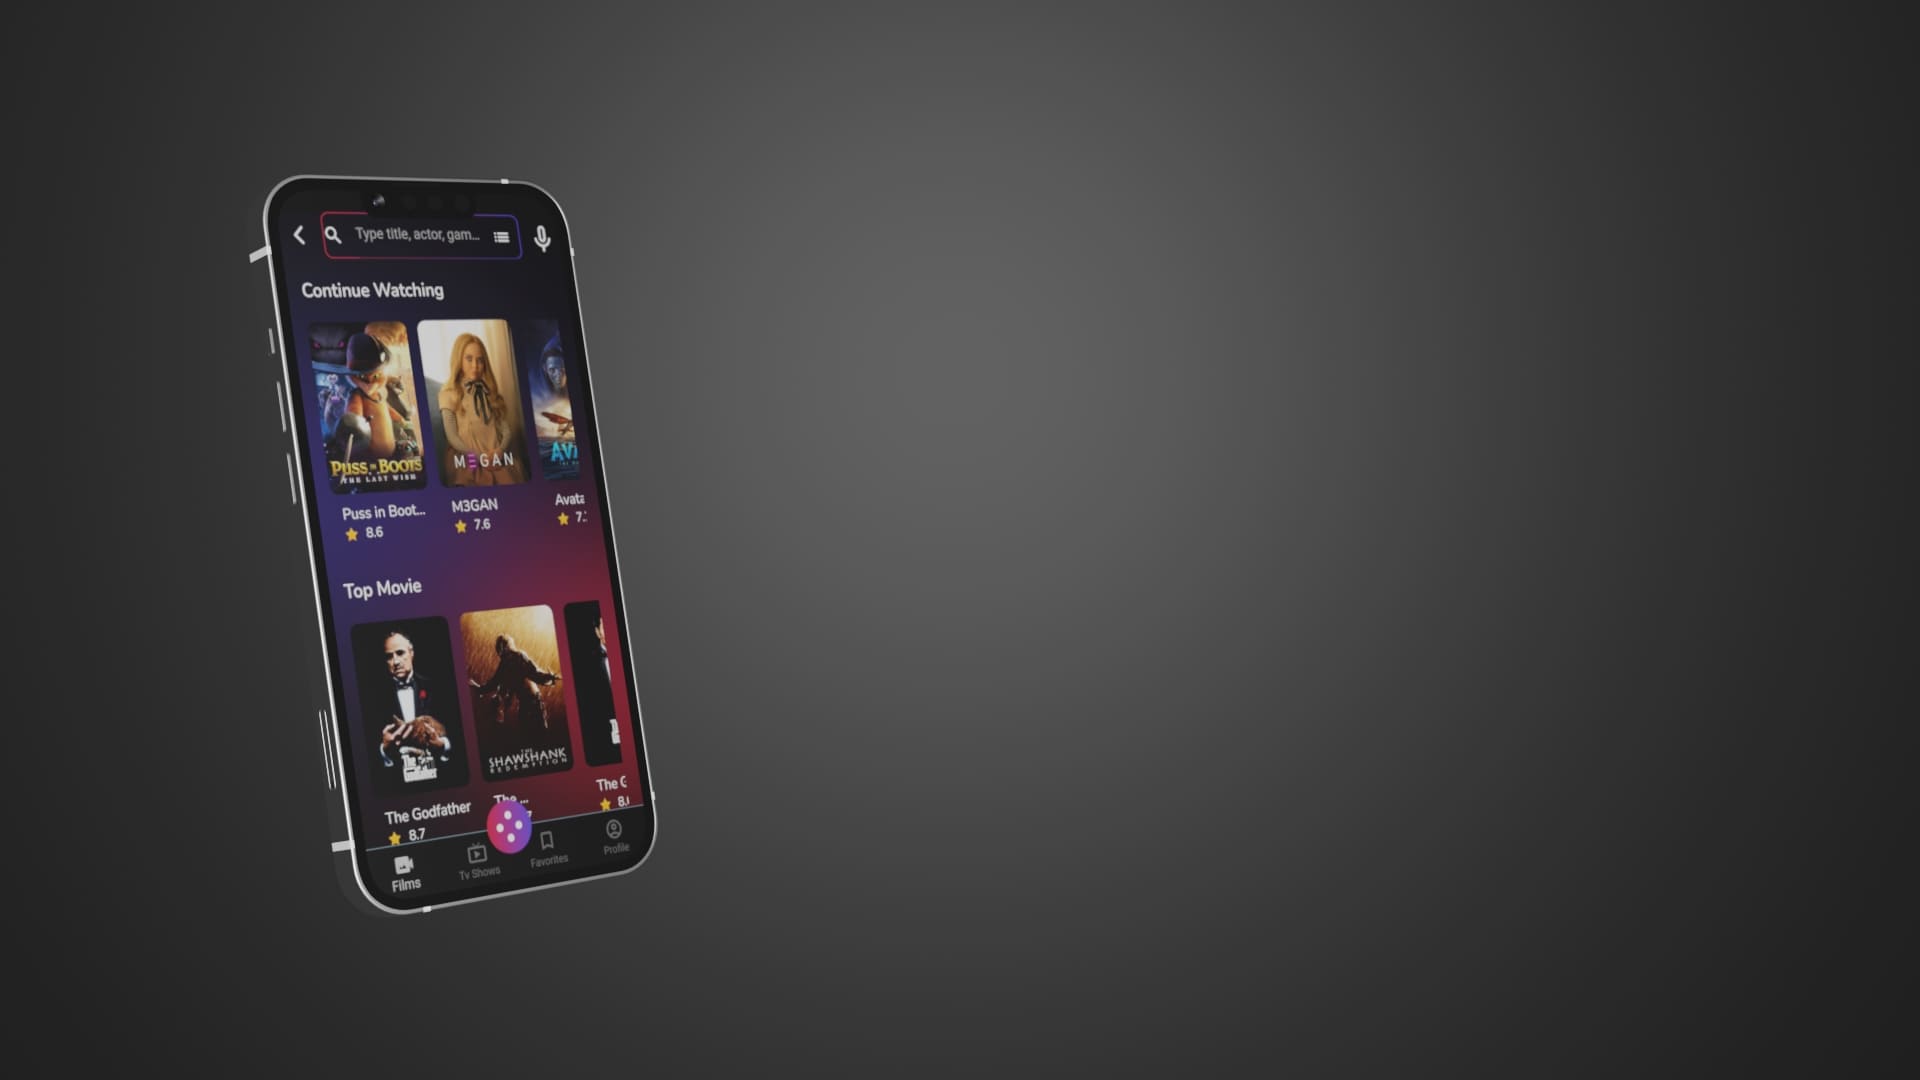 Type title, actor, gam...
Continue Watching
PUSS IN BOOTS
THE LAST WISH
M3GAN
AV
Puss in Boot...
8.6
M3GAN
7.6
Avata
7.
Top Movie
The Godfather
THE SHAWSHANK
REDEMPTION
The Godfather
8.7
The ...
The G
8.
Films
Tv Shows
Favorites
Profile